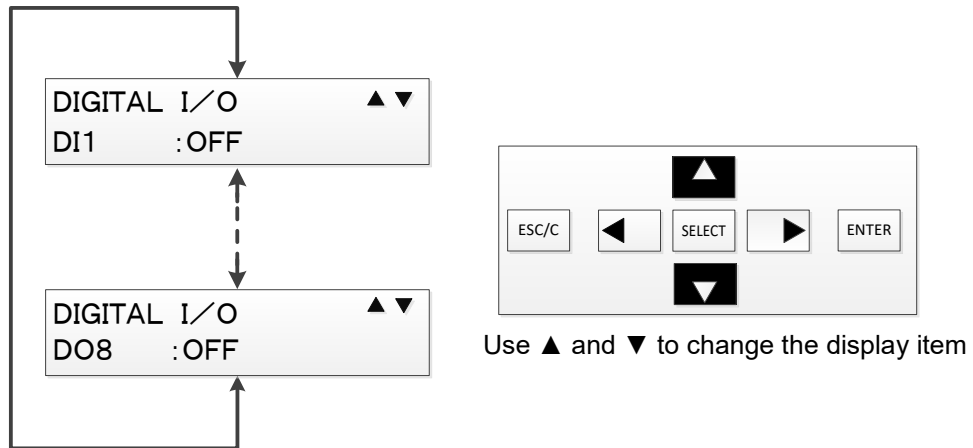 DIGITAL I/O ▲ ▼
DI1 :OFF
DIGITAL I/O ▲ ▼
DO8 :OFF
▲
ESC/C ◀ SELECT ▶ ENTER
▼
Use ▲ and ▼ to change the display item